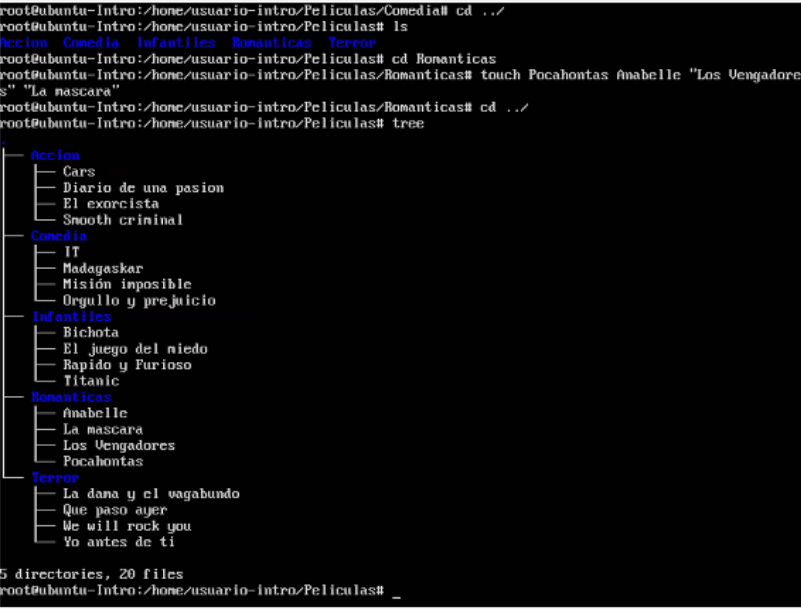 root@ubuntu-Intro:/home/usuario-intro/Peliculas/Comedia# cd ../
root@ubuntu-Intro:/home/usuario-intro/Peliculas# ls
Accion  Comedia  Infantiles  Romanticas  Terror
root@ubuntu-Intro:/home/usuario-intro/Peliculas# cd Romanticas
root@ubuntu-Intro:/home/usuario-intro/Peliculas/Romanticas# touch Pocahontas Anabelle "Los Vengadore
s" "La mascara"
root@ubuntu-Intro:/home/usuario-intro/Peliculas/Romanticas# cd ../
root@ubuntu-Intro:/home/usuario-intro/Peliculas# tree
.
├── Accion
│   ├── Cars
│   ├── Diario de una pasion
│   ├── El exorcista
│   └── Smooth criminal
├── Comedia
│   ├── IT
│   ├── Madagaskar
│   ├── Misión imposible
│   └── Orgullo y prejuicio
├── Infantiles
│   ├── Bichota
│   ├── El juego del miedo
│   ├── Rapido y Furioso
│   └── Titanic
├── Romanticas
│   ├── Anabelle
│   ├── La mascara
│   ├── Los Vengadores
│   └── Pocahontas
└── Terror
    ├── La dama y el vagabundo
    ├── Que paso ayer
    ├── We will rock you
    └── Yo antes de ti

5 directories, 20 files
root@ubuntu-Intro:/home/usuario-intro/Peliculas# _